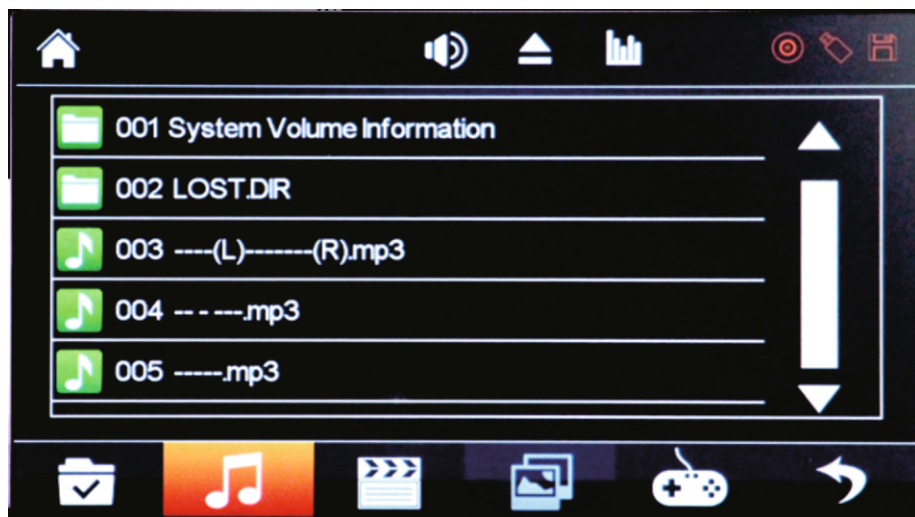 001 System Volume Information
002 LOST.DIR
003 ----(L)-------(R).mp3
004 -- - ---.mp3
005 -----.mp3